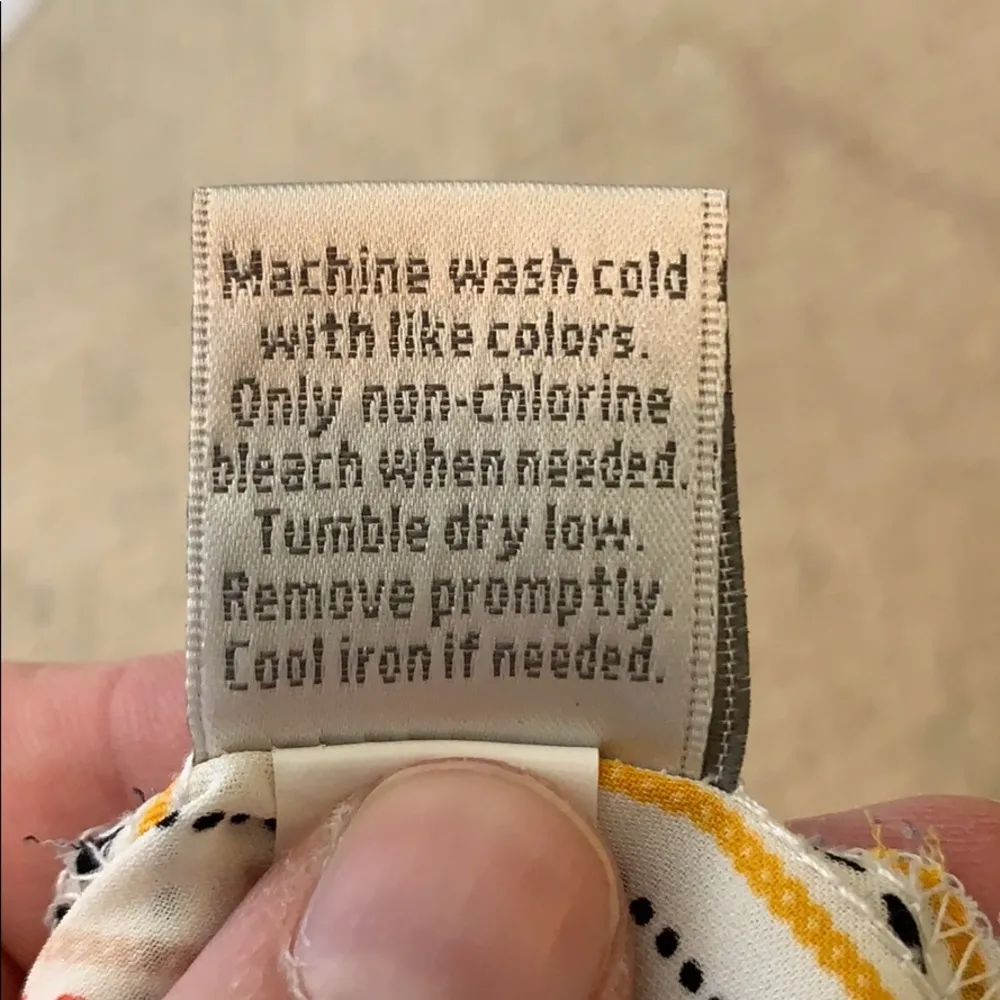 Machine wash cold
with like colors.
Only non-chlorine
bleach when needed.
Tumble dry low.
Remove promptly.
Cool iron if needed.